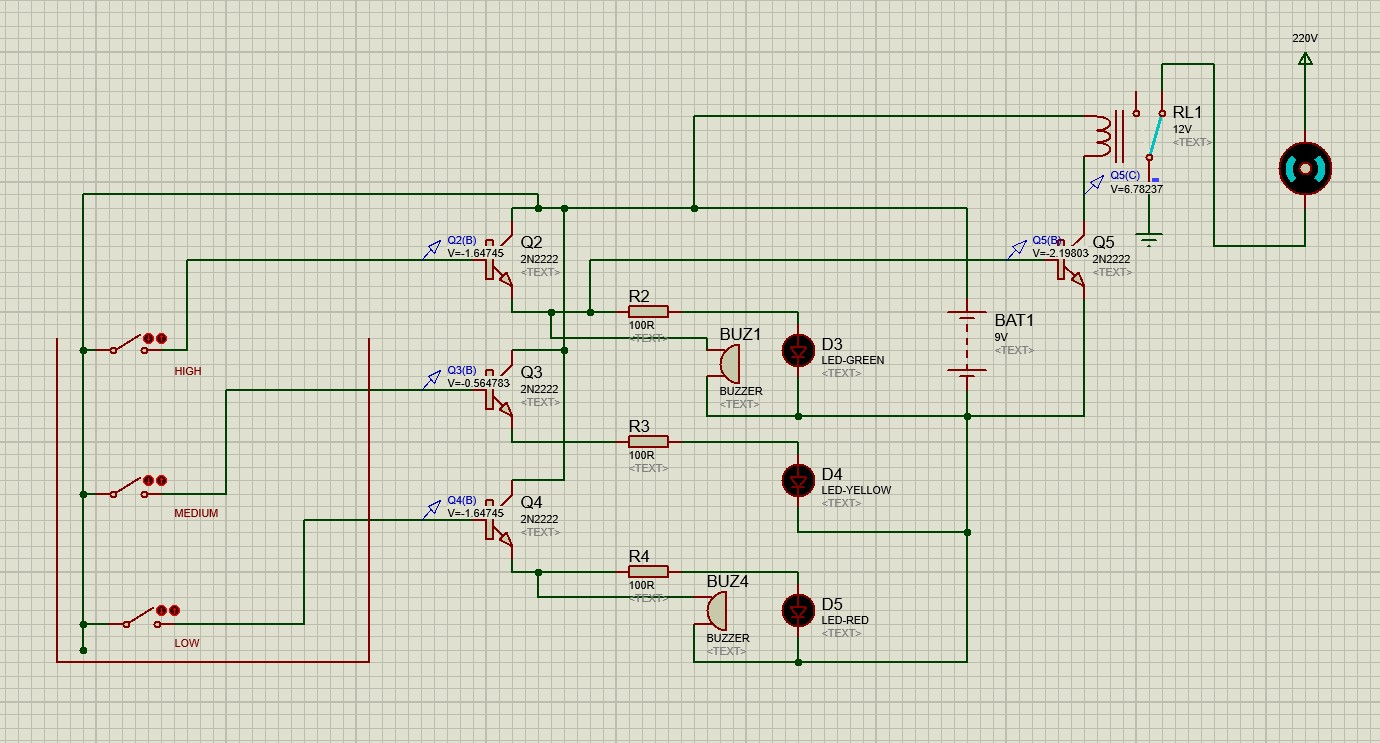 220V
RL1
12V
<TEXT>
Q5(C)
V=6.78237
Q2(B)
V=-1.64745
Q2
2N2222
<TEXT>
Q5(B)
V=-2.19803
Q5
2N2222
<TEXT>
R2
100R
<TEXT>
BUZ1
BUZZER
<TEXT>
D3
LED-GREEN
<TEXT>
BAT1
9V
<TEXT>
HIGH
Q3(B)
V=-0.564783
Q3
2N2222
<TEXT>
R3
100R
<TEXT>
D4
LED-YELLOW
<TEXT>
MEDIUM
Q4(B)
V=-1.64745
Q4
2N2222
<TEXT>
R4
100R
<TEXT>
BUZ4
BUZZER
<TEXT>
D5
LED-RED
<TEXT>
LOW